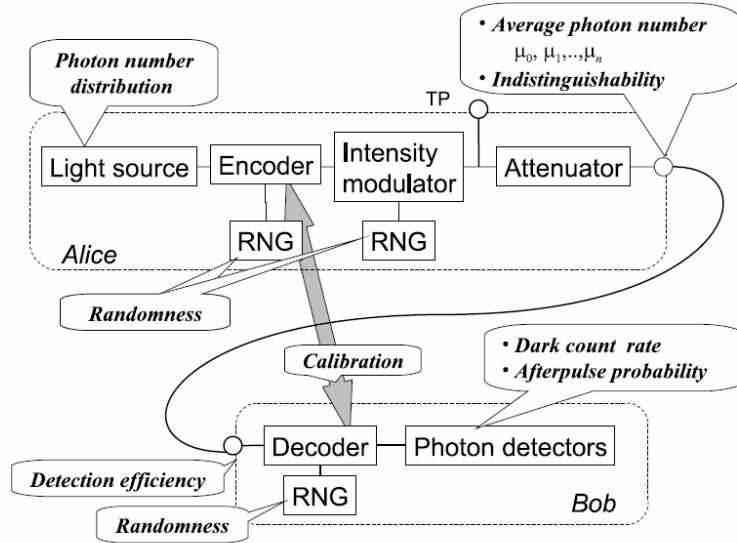 • Average photon number
μ0, μ1,..,μn
• Indistinguishability
Photon number
distribution
TP
Light source
Encoder
Intensity
modulator
Attenuator
RNG
RNG
Alice
Randomness
Calibration
• Dark count rate
• Afterpulse probability
Decoder
Photon detectors
Detection efficiency
RNG
Randomness
Bob